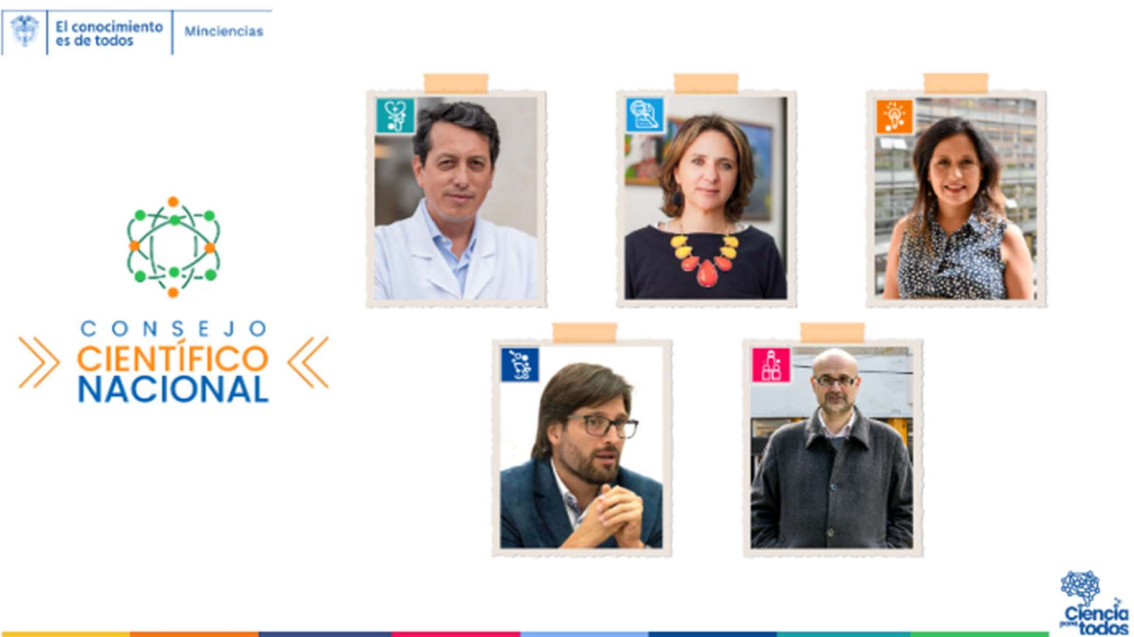 El conocimiento
es de todos
Minciencias
CONSEJO
CIENTÍFICO
NACIONAL
Ciencia
para
todos